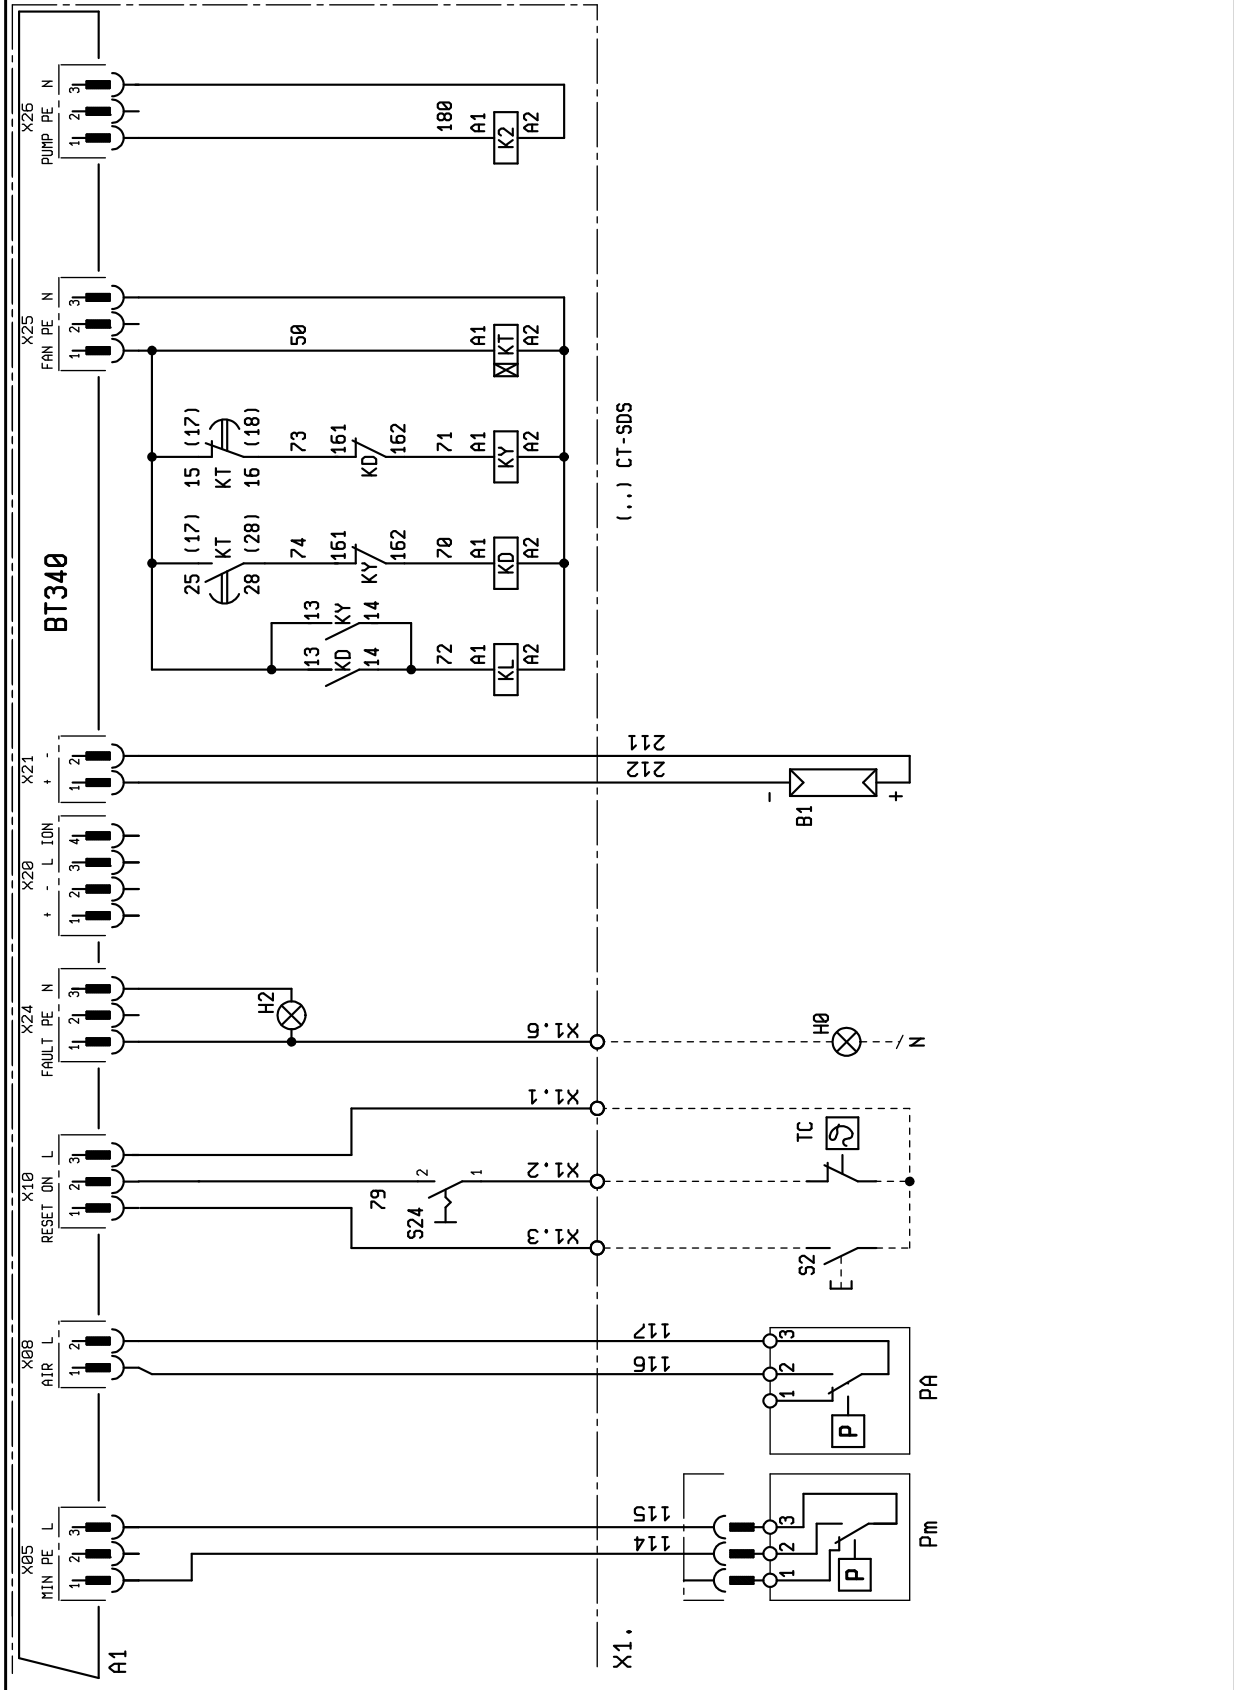 X05
MIN PE L
1 2 3
X08
AIR L
1 2
X10
RESET ON L
1 2 3
X24
FAULT PE N
1 2 3
X20
+ - L ION
1 2 3 4
X21
+ -
1 2
X25
FAN PE N
1 2 3
X26
PUMP PE N
1 2 3
A1
BT340
H2
25 (17)
KT
28 (28)
15 (17)
KT
16 (18)
74
73
50
13
KD
14
13
KY
14
161
KY
162
161
KD
162
79
S24
2
1
72
70
71
180
A1
KL
A2
A1
KD
A2
A1
KY
A2
A1
KT
A2
A1
K2
A2
X1.3
X1.2
X1.1
X1.6
X1.
(..) CT-SDS
114
115
116
117
212
211
1 2 3
P
Pm
1 2 3
P
PA
S2
TC
H0
N
B1
-
+